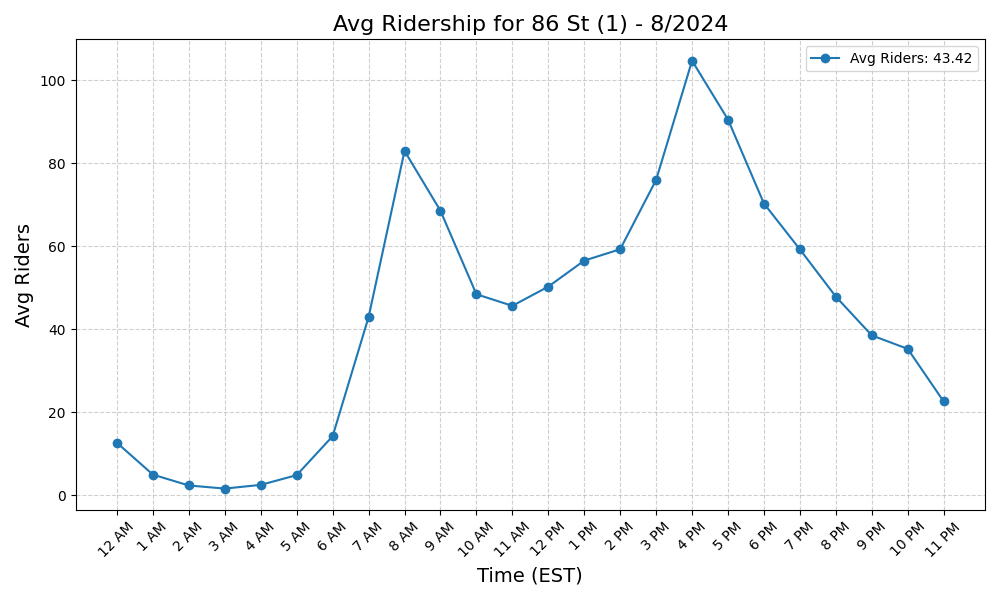 Avg Ridership for 86 St (1) - 8/2024
Avg Riders: 43.42
Avg Riders
100
80
60
40
20
0
12 AM
1 AM
2 AM
3 AM
4 AM
5 AM
6 AM
7 AM
8 AM
9 AM
10 AM
11 AM
12 PM
1 PM
2 PM
3 PM
4 PM
5 PM
6 PM
7 PM
8 PM
9 PM
10 PM
11 PM
Time (EST)